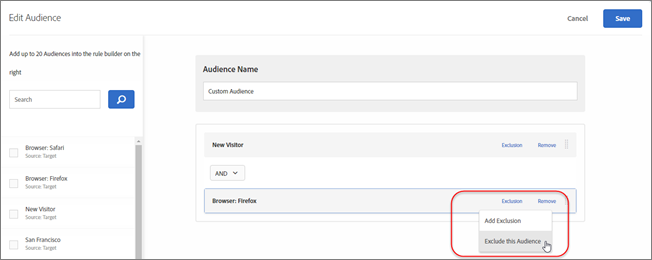 Edit Audience
Cancel
Save
Add up to 20 Audiences into the rule builder on the
right
Search
Browser: Safari
Source: Target
Browser: Firefox
Source: Target
New Visitor
Source: Target
San Francisco
Source: Target
Audience Name
Custom Audience
New Visitor Exclusion Remove
AND
Browser: Firefox Exclusion Remove
Add Exclusion
Exclude this Audience